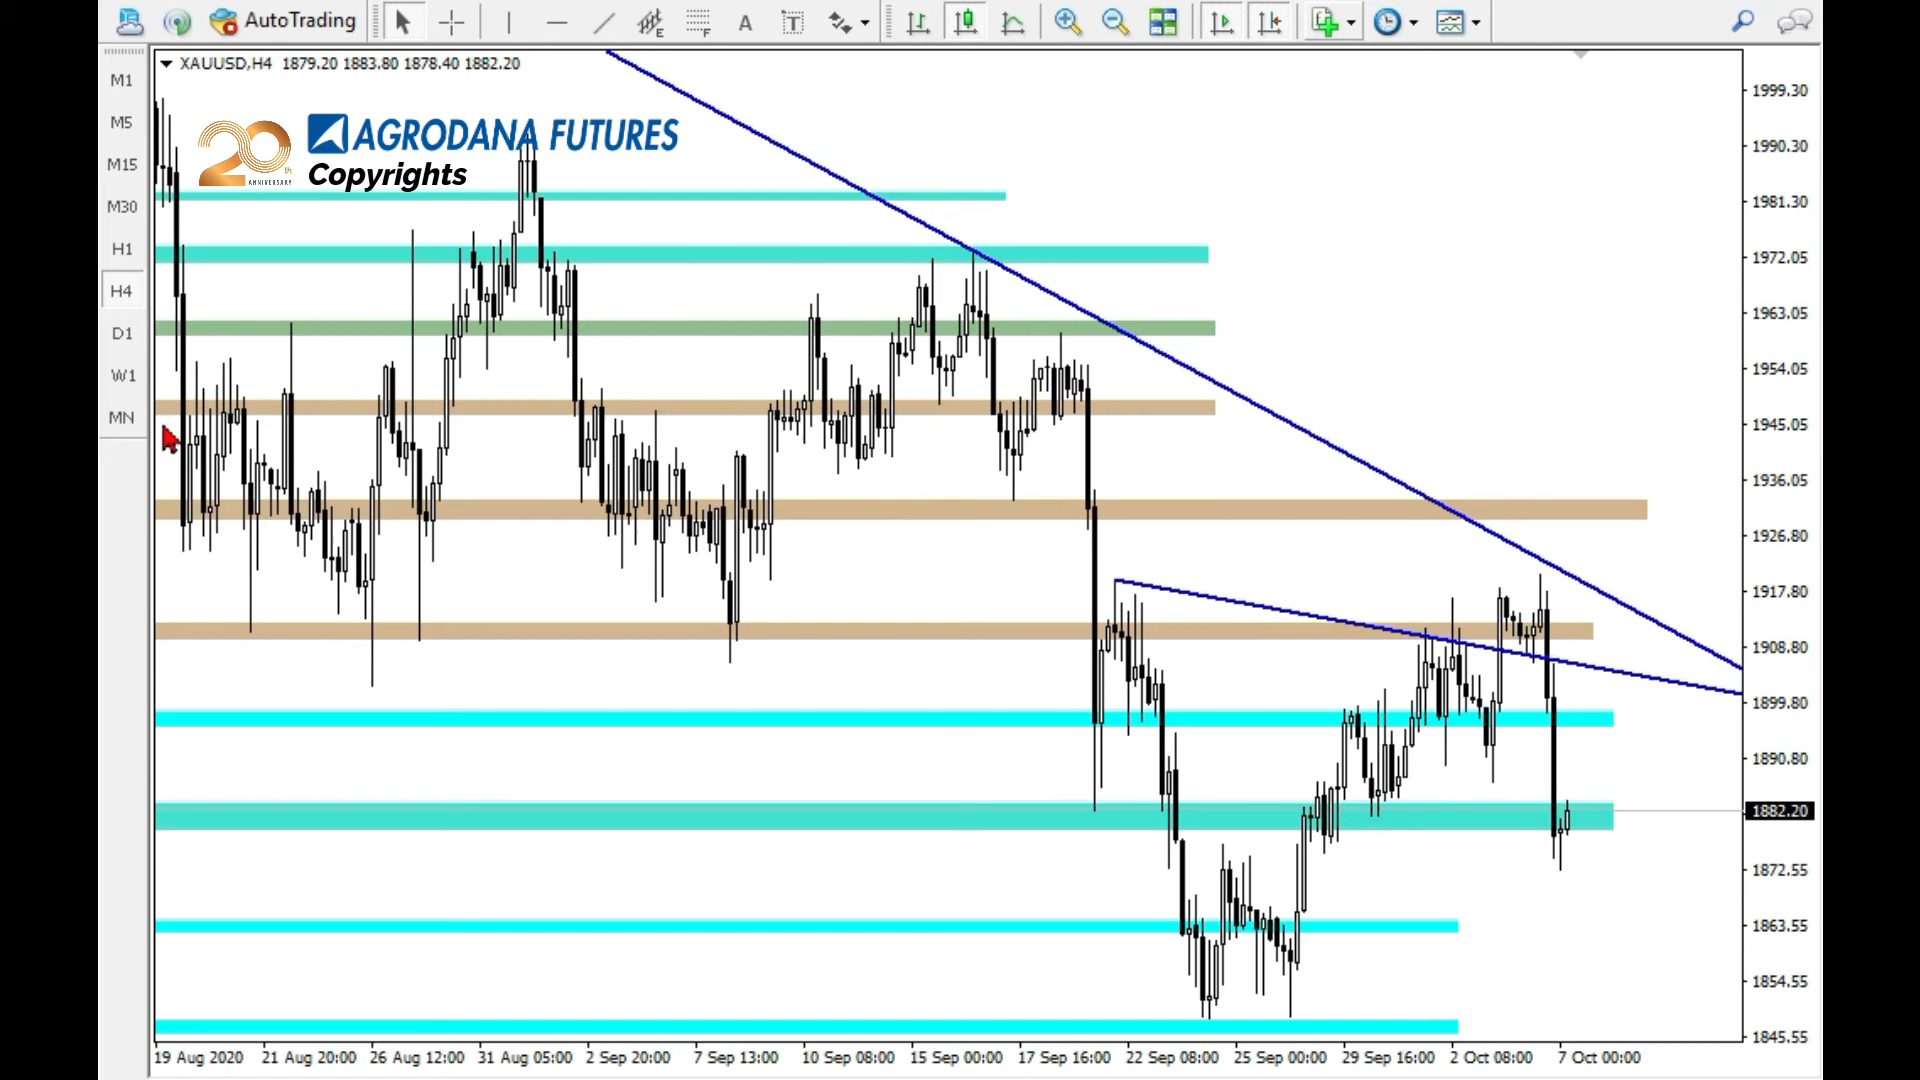 AutoTrading
A
T
E
F
M1
M5
M15
M30
H1
H4
D1
W1
MN
XAUUSD,H4 1879.20 1883.80 1878.40 1882.20
20th ANNIVERSARY
AGRODANA FUTURES
Copyrights
1999.30
1990.30
1981.30
1972.05
1963.05
1954.05
1945.05
1936.05
1926.80
1917.80
1908.80
1899.80
1890.80
1882.20
1872.55
1863.55
1854.55
1845.55
19 Aug 2020 21 Aug 20:00 26 Aug 12:00 31 Aug 05:00 2 Sep 20:00 7 Sep 13:00 10 Sep 08:00 15 Sep 00:00 17 Sep 16:00 22 Sep 08:00 25 Sep 00:00 29 Sep 16:00 2 Oct 08:00 7 Oct 00:00